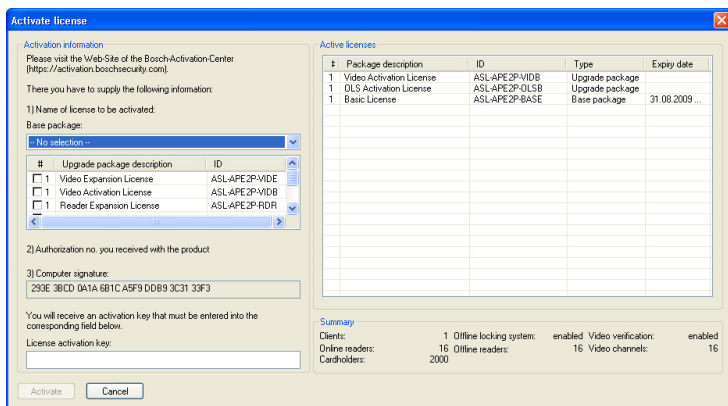 Activate license
Activation information
Please visit the Web-Site of the Bosch-Activation-Center
(https://activation.boschsecurity.com).
There you have to supply the following information:
1) Name of license to be activated:
Base package:
-- No selection --
# Upgrade package description ID
1 Video Expansion License ASL-APE2P-VIDE
1 Video Activation License ASL-APE2P-VIDB
1 Reader Expansion License ASL-APE2P-RDR
2) Authorization no. you received with the product
3) Computer signature:
293E 3BCD 0A1A 6B1C A5F9 DDB9 3C31 33F3
You will receive an activation key that must be entered into the
corresponding field below.
License activation key:
Activate Cancel
Active licenses
Package description ID Type Expiry date
1 Video Activation License ASL-APE2P-VIDB Upgrade package
1 OLS Activation License ASL-APE2P-OLSB Upgrade package
1 Basic License ASL-APE2P-BASE Base package 31.08.2009 ...
Summary
Clients: 1 Offline locking system: enabled Video verification: enabled
Online readers: 16 Offline readers: 16 Video channels: 16
Cardholders: 2000